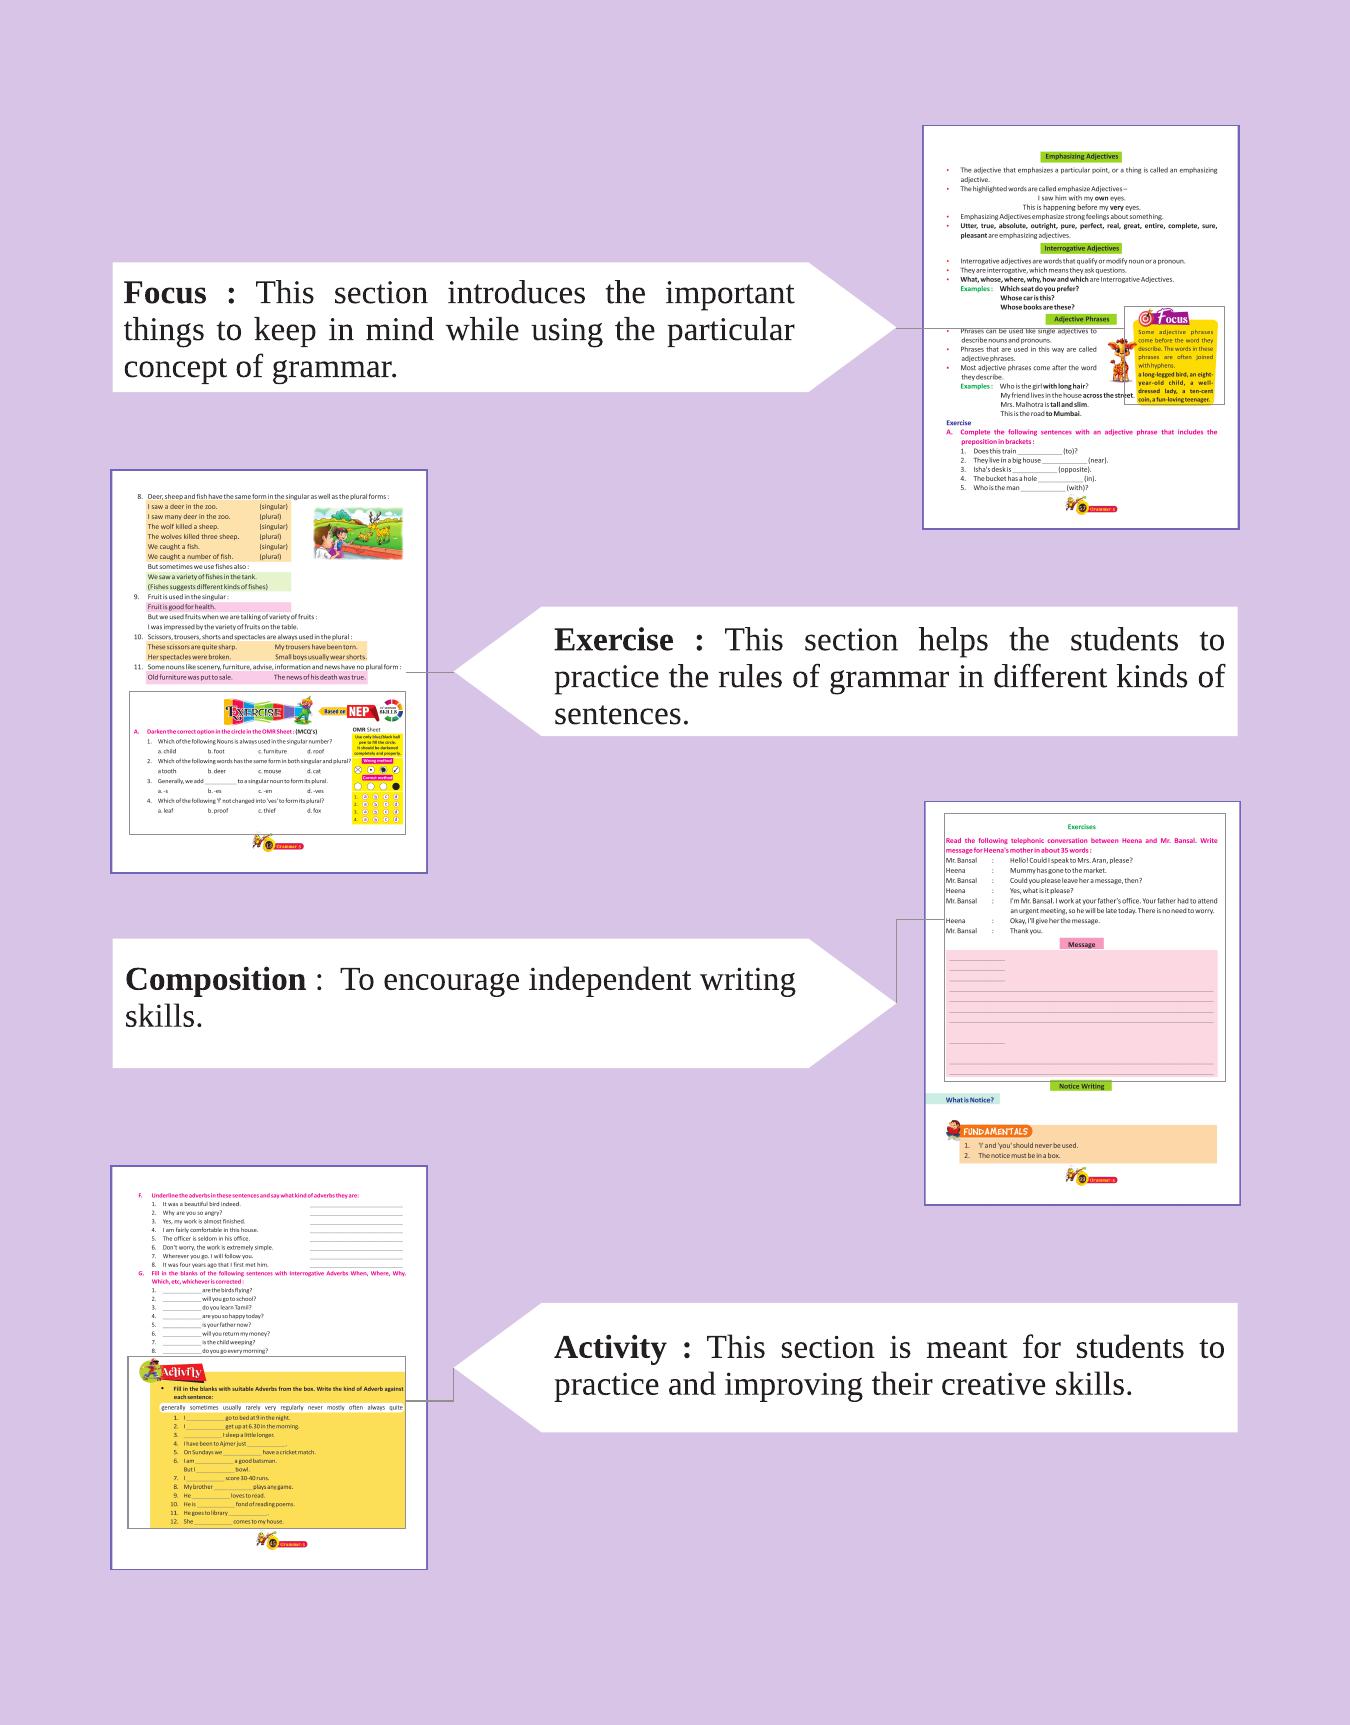 Emphasizing Adjectives
• The adjective that emphasizes a particular point, or a thing is called an emphasizing
adjective.
• The highlighted words are called emphasize Adjectives –
I saw him with my own eyes.
This is happening before my very eyes.
• Emphasizing Adjectives emphasize strong feelings about something.
• Utter, true, absolute, outright, pure, perfect, real, great, entire, complete, sure,
pleasant are emphasizing adjectives.
Interrogative Adjectives
• Interrogative adjectives are words that qualify or modify noun or a pronoun.
• They are interrogative, which means they ask questions.
• What, whose, where, why, how and which are Interrogative Adjectives.
Examples : Which seat do you prefer?
Whose car is this?
Whose books are these?
Adjective Phrases
• Phrases can be used like single adjectives to
describe nouns and pronouns.
• Phrases that are used in this way are called
adjective phrases.
• Most adjective phrases come after the word
they describe.
Examples : Who is the girl with long hair?
My friend lives in the house across the street.
Mrs. Malhotra is tall and slim.
This is the road to Mumbai.
Focus
Some adjective phrases
come before the word they
describe. The words in these
phrases are often joined
with hyphens.
a long-legged bird, an eight-
year-old child, a well-
dressed lady, a ten-cent
coin, a fun-loving teenager.
Exercise
A. Complete the following sentences with an adjective phrase that includes the
preposition in brackets :
1. Does this train ____________ (to)?
2. They live in a big house ____________ (near).
3. Isha's desk is ____________ (opposite).
4. The bucket has a hole ____________ (in).
5. Who is the man ____________ (with)?
Grammar-5
Focus : This section introduces the important
things to keep in mind while using the particular
concept of grammar.
8. Deer, sheep and fish have the same form in the singular as well as the plural forms :
I saw a deer in the zoo. (singular)
I saw many deer in the zoo. (plural)
The wolf killed a sheep. (singular)
The wolves killed three sheep. (plural)
We caught a fish. (singular)
We caught a number of fish. (plural)
But sometimes we use fishes also :
We saw a variety of fishes in the tank.
(Fishes suggests different kinds of fishes)
9. Fruit is used in the singular :
Fruit is good for health.
But we used fruits when we are talking of variety of fruits :
I was impressed by the variety of fruits on the table.
10. Scissors, trousers, shorts and spectacles are always used in the plural :
These scissors are quite sharp. My trousers have been torn.
Her spectacles were broken. Small boys usually wear shorts.
11. Some nouns like scenery, furniture, advise, information and news have no plural form :
Old furniture was put to sale. The news of his death was true.
EXERCISE Based on NEP SKILLS
A. Darken the correct option in the circle in the OMR Sheet : (MCQ's)
1. Which of the following Nouns is always used in the singular number?
a. child b. foot c. furniture d. roof
2. Which of the following words has the same form in both singular and plural?
a tooth b. deer c. mouse d. cat
3. Generally, we add __________ to a singular noun to form its plural.
a. -s b. -es c. -en d. -ves
4. Which of the following 'f' not changed into 'ves' to form its plural?
a. leaf b. proof c. thief d. fox
OMR Sheet
Use only blue/black ball
pen to fill the circle.
It should be darkened
completely and properly.
Wrong method
Correct method
1. a b c d
2. a b c d
3. a b c d
4. a b c d
Grammar-5
Exercise : This section helps the students to
practice the rules of grammar in different kinds of
sentences.
Exercises
Read the following telephonic conversation between Heena and Mr. Bansal. Write
message for Heena's mother in about 35 words :
Mr. Bansal : Hello! Could I speak to Mrs. Aran, please?
Heena : Mummy has gone to the market.
Mr. Bansal : Could you please leave her a message, then?
Heena : Yes, what is it please?
Mr. Bansal : I'm Mr. Bansal. I work at your father's office. Your father had to attend
an urgent meeting, so he will be late today. There is no need to worry.
Heena : Okay, I'll give her the message.
Mr. Bansal : Thank you.
Message
Notice Writing
What is Notice?
FUNDAMENTALS
1. 'I' and 'you' should never be used.
2. The notice must be in a box.
Grammar-5
Composition : To encourage independent writing
skills.
F. Underline the adverbs in these sentences and say what kind of adverbs they are:
1. It was a beautiful bird indeed.
2. Why are you so angry?
3. Yes, my work is almost finished.
4. I am fairly comfortable in this house.
5. The officer is seldom in his office.
6. Don't worry, the work is extremely simple.
7. Wherever you go. I will follow you.
8. It was four years ago that I first met him.
G. Fill in the blanks of the following sentences with Interrogative Adverbs When, Where, Why,
Which, etc, whichever is corrected :
1. ____________ are the birds flying?
2. ____________ will you go to school?
3. ____________ do you learn Tamil?
4. ____________ are you so happy today?
5. ____________ is your father now?
6. ____________ will you return my money?
7. ____________ is the child weeping?
8. ____________ do you go every morning?
Activity
• Fill in the blanks with suitable Adverbs from the box. Write the kind of Adverb against
each sentence:
generally sometimes usually rarely very regularly never mostly often always quite
1. I ____________ go to bed at 9 in the night.
2. I ____________ get up at 6.30 in the morning.
3. ____________ I sleep a little longer.
4. I have been to Ajmer just ____________.
5. On Sundays we ____________ have a cricket match.
6. I am ____________ a good batsman.
But I ____________ bowl.
7. I ____________ score 30-40 runs.
8. My brother ____________ plays any game.
9. He ____________ loves to read.
10. He is ____________ fond of reading poems.
11. He goes to library ____________.
12. She ____________ comes to my house.
Grammar-5
Activity : This section is meant for students to
practice and improving their creative skills.